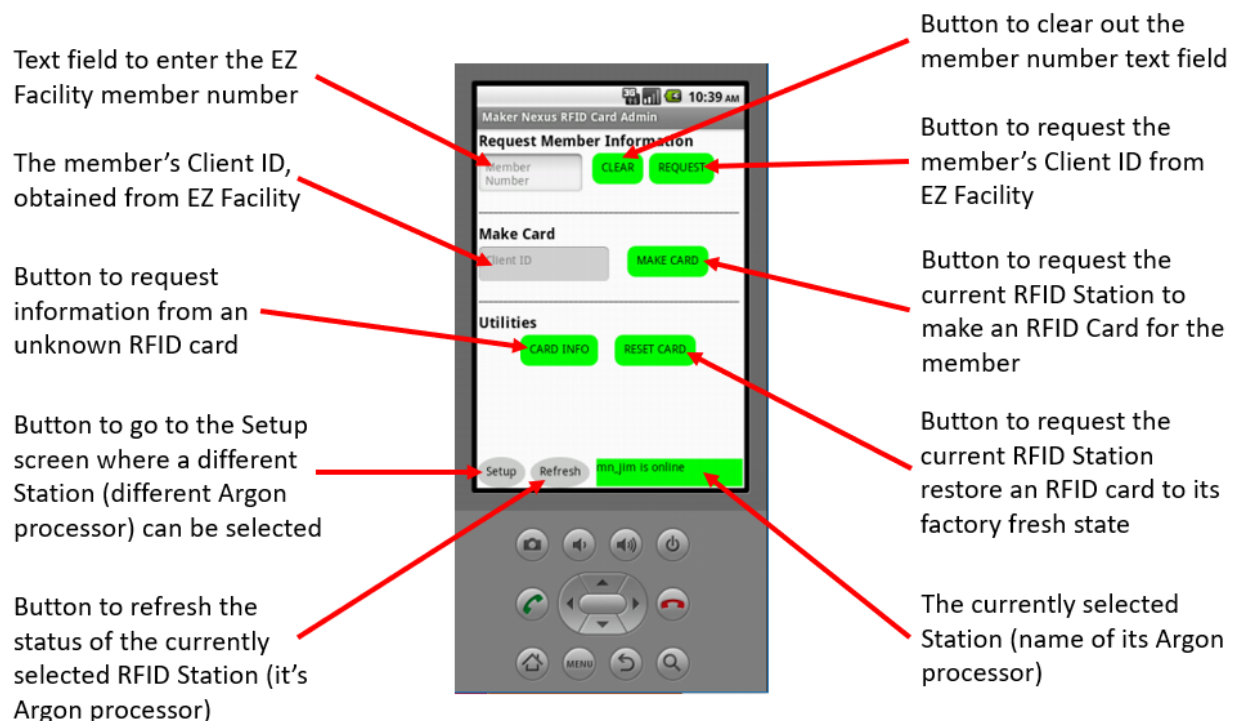 Text field to enter the EZ
Facility member number
The member's Client ID,
obtained from EZ Facility
Button to request
information from an
unknown RFID card
Button to go to the Setup
screen where a different
Station (different Argon
processor) can be selected
Button to refresh the
status of the currently
selected RFID Station (it's
Argon processor)
3G
10:39 AM
Maker Nexus RFID Card Admin
Request Member Information
Member
Number
CLEAR
REQUEST
Make Card
Client ID
MAKE CARD
Utilities
CARD INFO
RESET CARD
Setup
Refresh
mn_jim is online
MENU
Button to clear out the
member number text field
Button to request the
member's Client ID from
EZ Facility
Button to request the
current RFID Station to
make an RFID Card for the
member
Button to request the
current RFID Station
restore an RFID card to its
factory fresh state
The currently selected
Station (name of its Argon
processor)